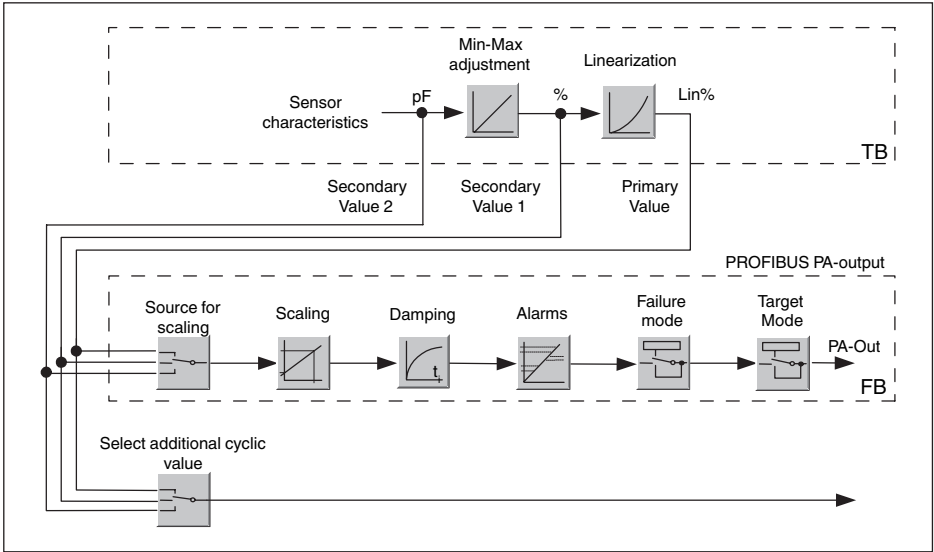 Min-Max
adjustment
Linearization
Sensor
characteristics
pF
%
Lin%
TB
Secondary
Value 2
Secondary
Value 1
Primary
Value
PROFIBUS PA-output
Source for
scaling
Scaling
Damping
Alarms
Failure
mode
Target
Mode
t
PA-Out
FB
Select additional cyclic
value